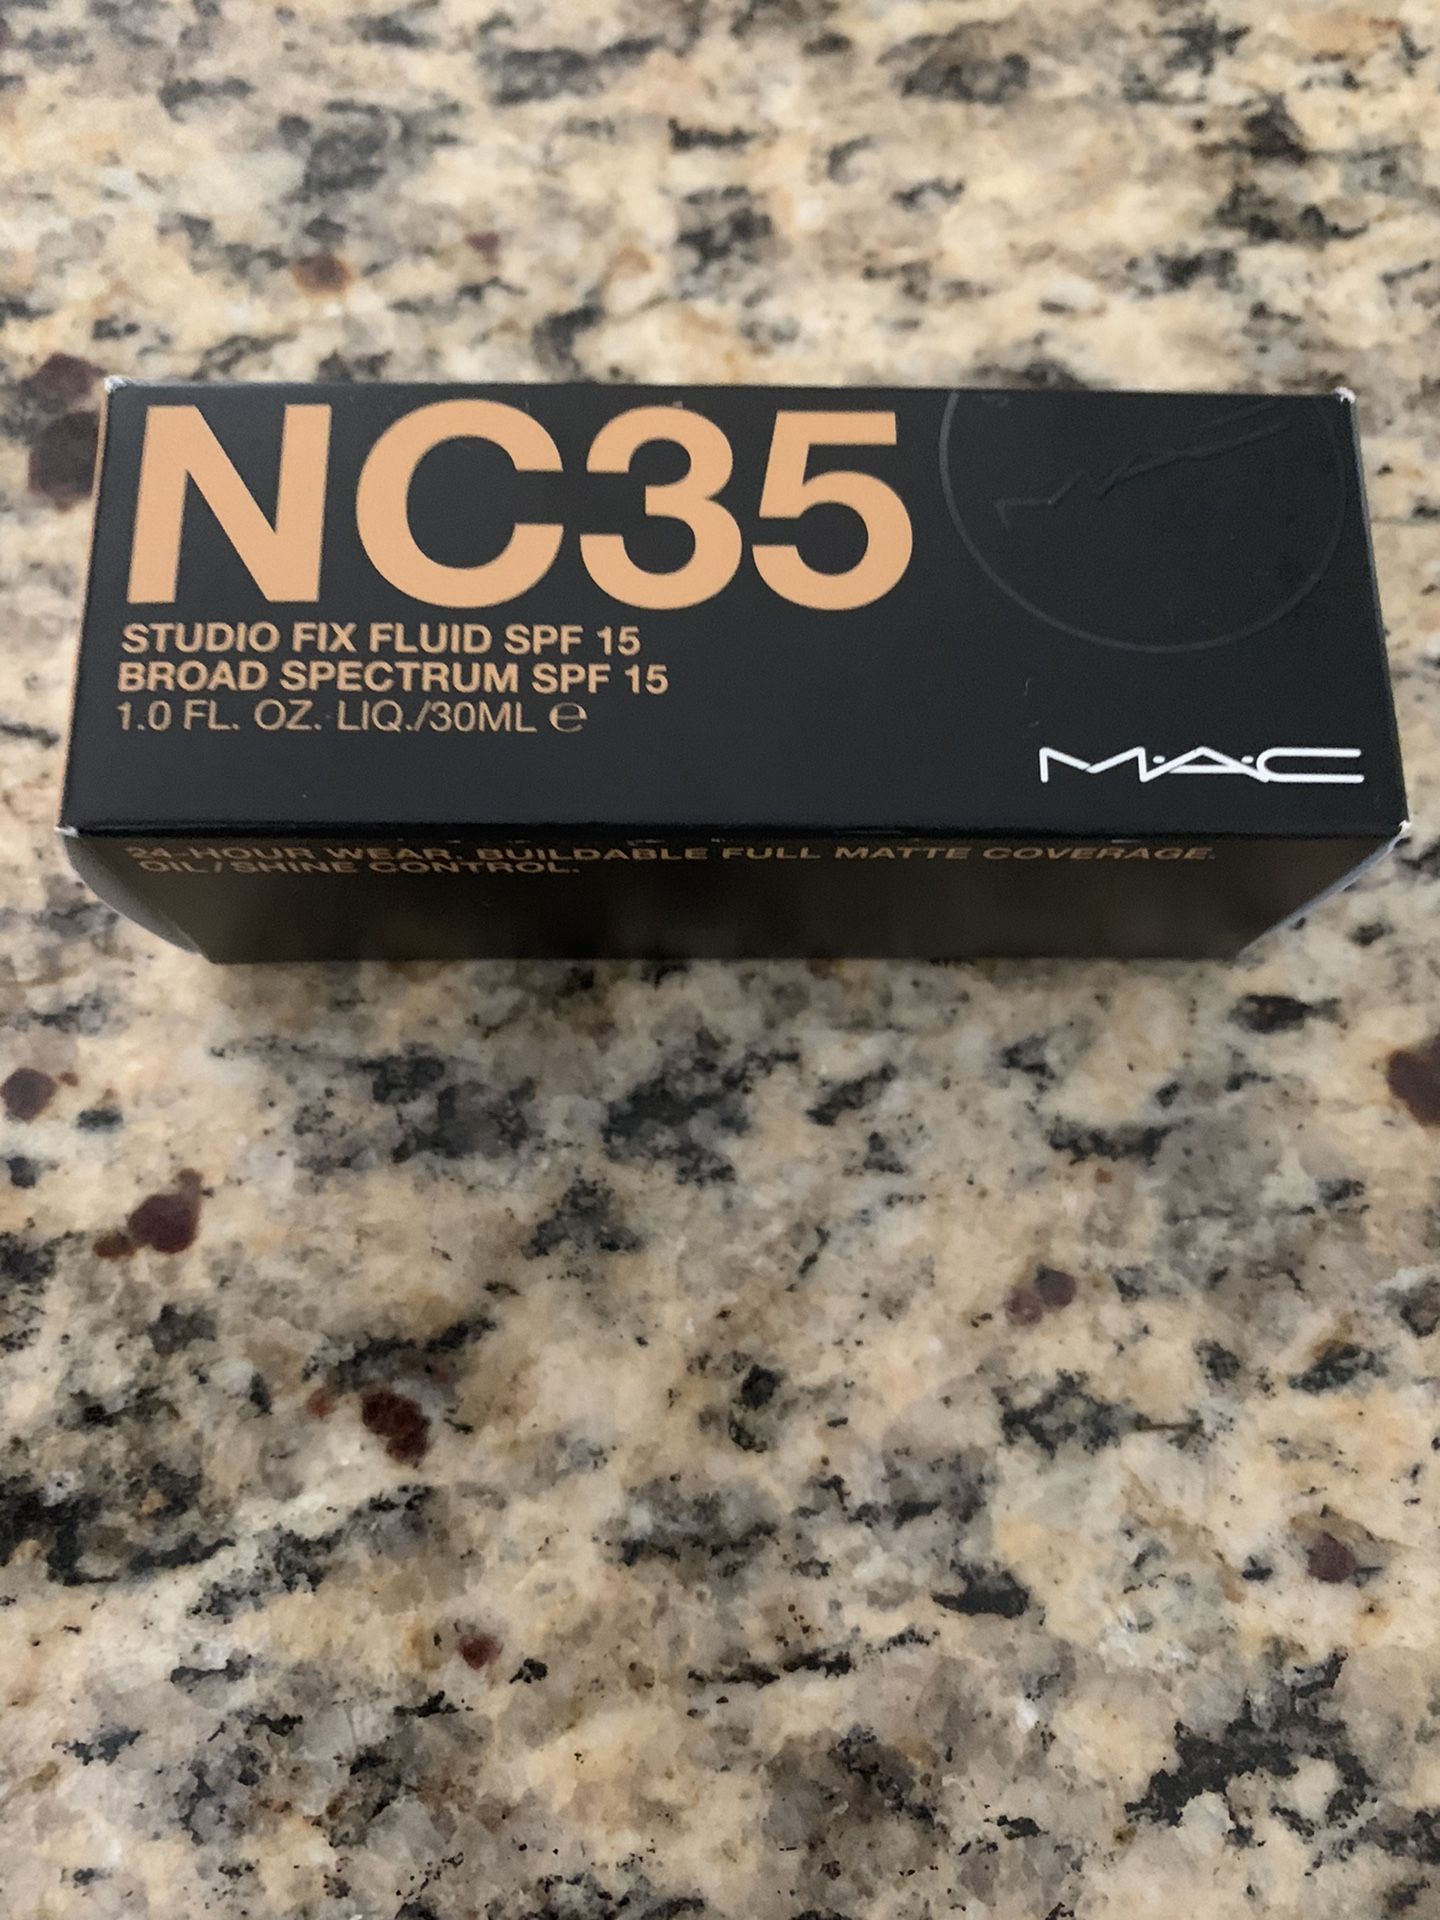 NC35
STUDIO FIX FLUID SPF 15
BROAD SPECTRUM SPF 15
1.0 FL. OZ. LIQ./30ML ℮
M·A·C
24-HOUR WEAR. BUILDABLE FULL MATTE COVERAGE.
OIL/SHINE CONTROL.